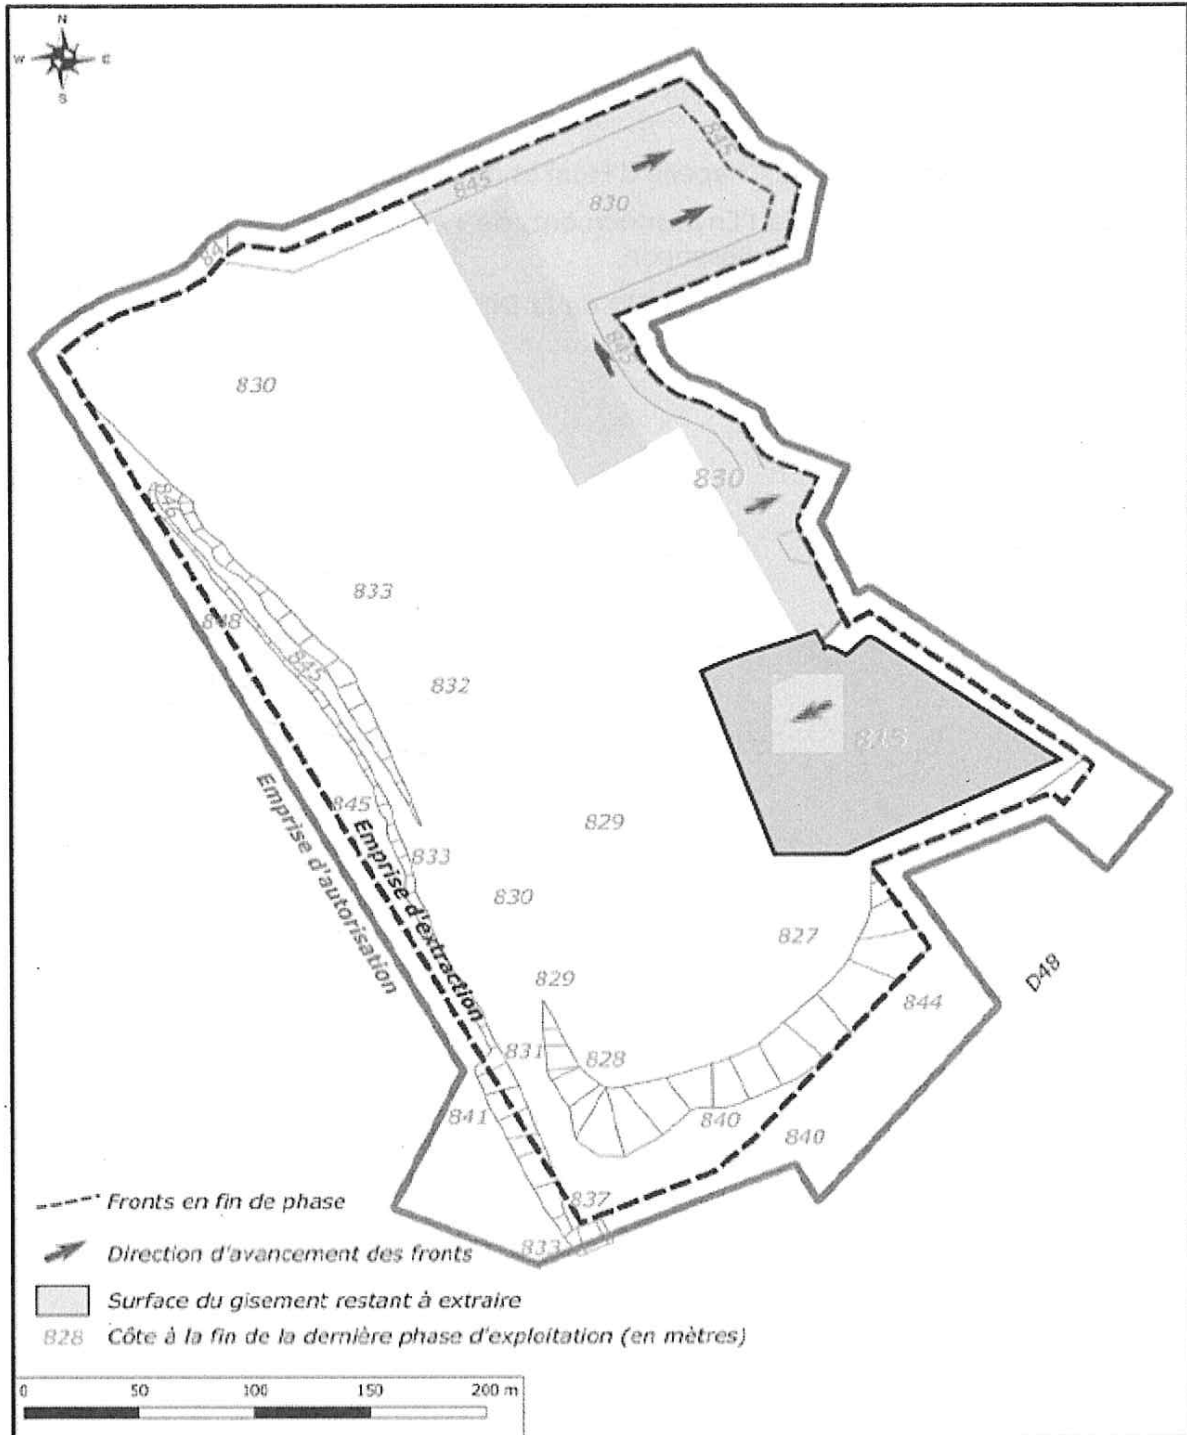 N
W E
S
845
845
830
84
845
830
830
846
833
848
845
832
845
829
833
830
827
829
844
D48
831
828
841
840
840
837
833
Emprise d'autorisation
Emprise d'extraction
Fronts en fin de phase
Direction d'avancement des fronts
Surface du gisement restant à extraire
828 Côte à la fin de la dernière phase d'exploitation (en mètres)
0 50 100 150 200 m